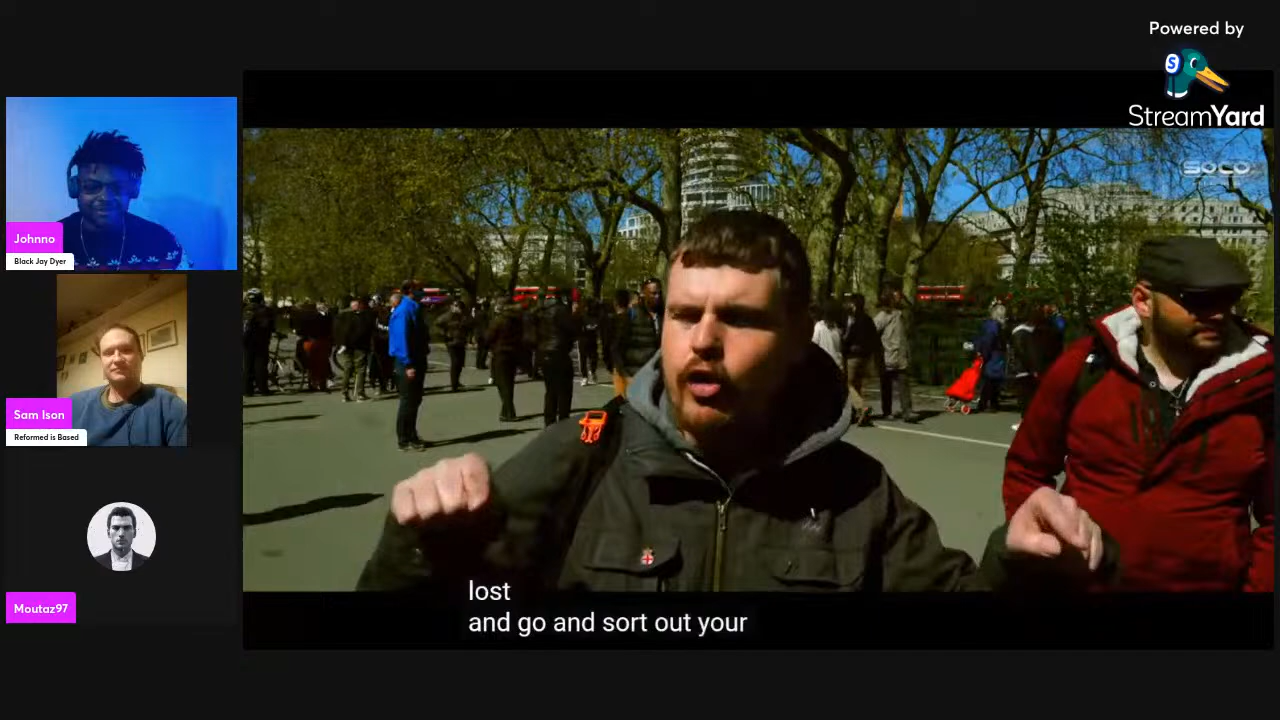 Powered by
S
StreamYard
soco
Johnno
Black Jay Dyer
Sam Ison
Reformed is Based
Moutaz97
lost
and go and sort out your